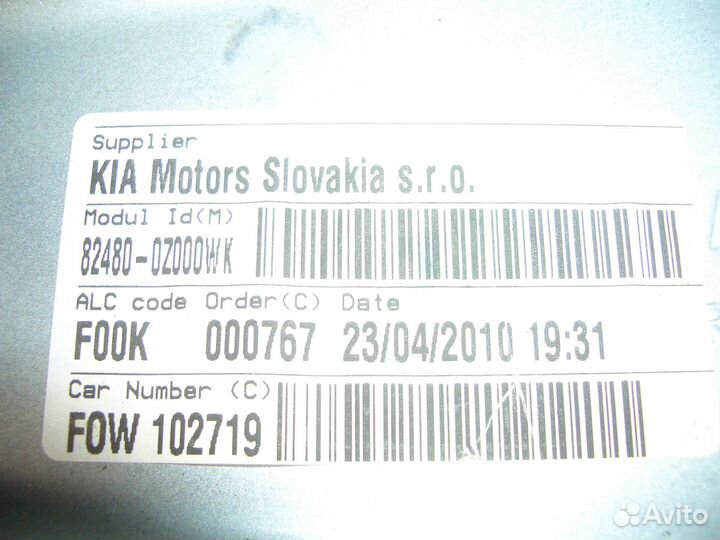 Supplier
KIA Motors Slovakia s.r.o.
Modul Id(M)
82480-0Z000WK
ALC code Order(C) Date
F00K 000767 23/04/2010 19:31
Car Number (C)
FOW 102719
Avito